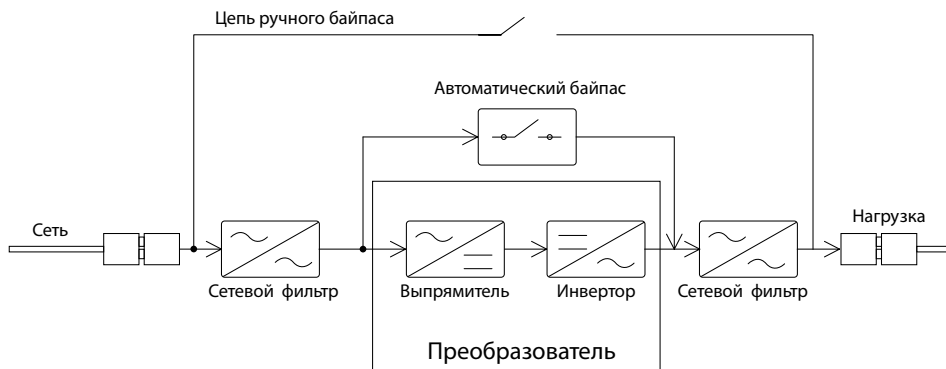 Цепь ручного байпаса
Автоматический байпас
Сеть
Нагрузка
Сетевой фильтр
Выпрямитель
Инвертор
Сетевой фильтр
Преобразователь